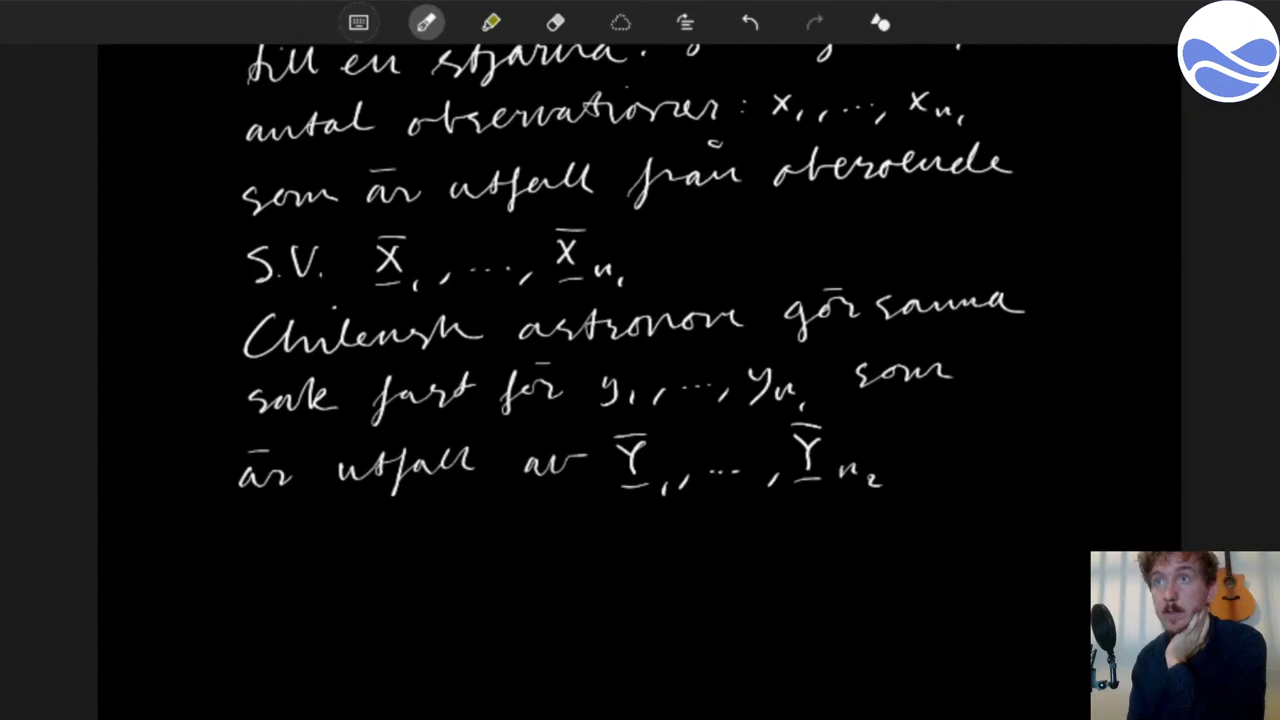 till en stjärna.
antal observationer: x₁, ..., xₙ₁
som är utfall från oberoende
S.V. X₁, ..., Xₙ₁
Chilensk astronom gör samma
sak fast för y₁, ..., yₙ₁ som
är utfall av Y₁, ..., Yₙ₂